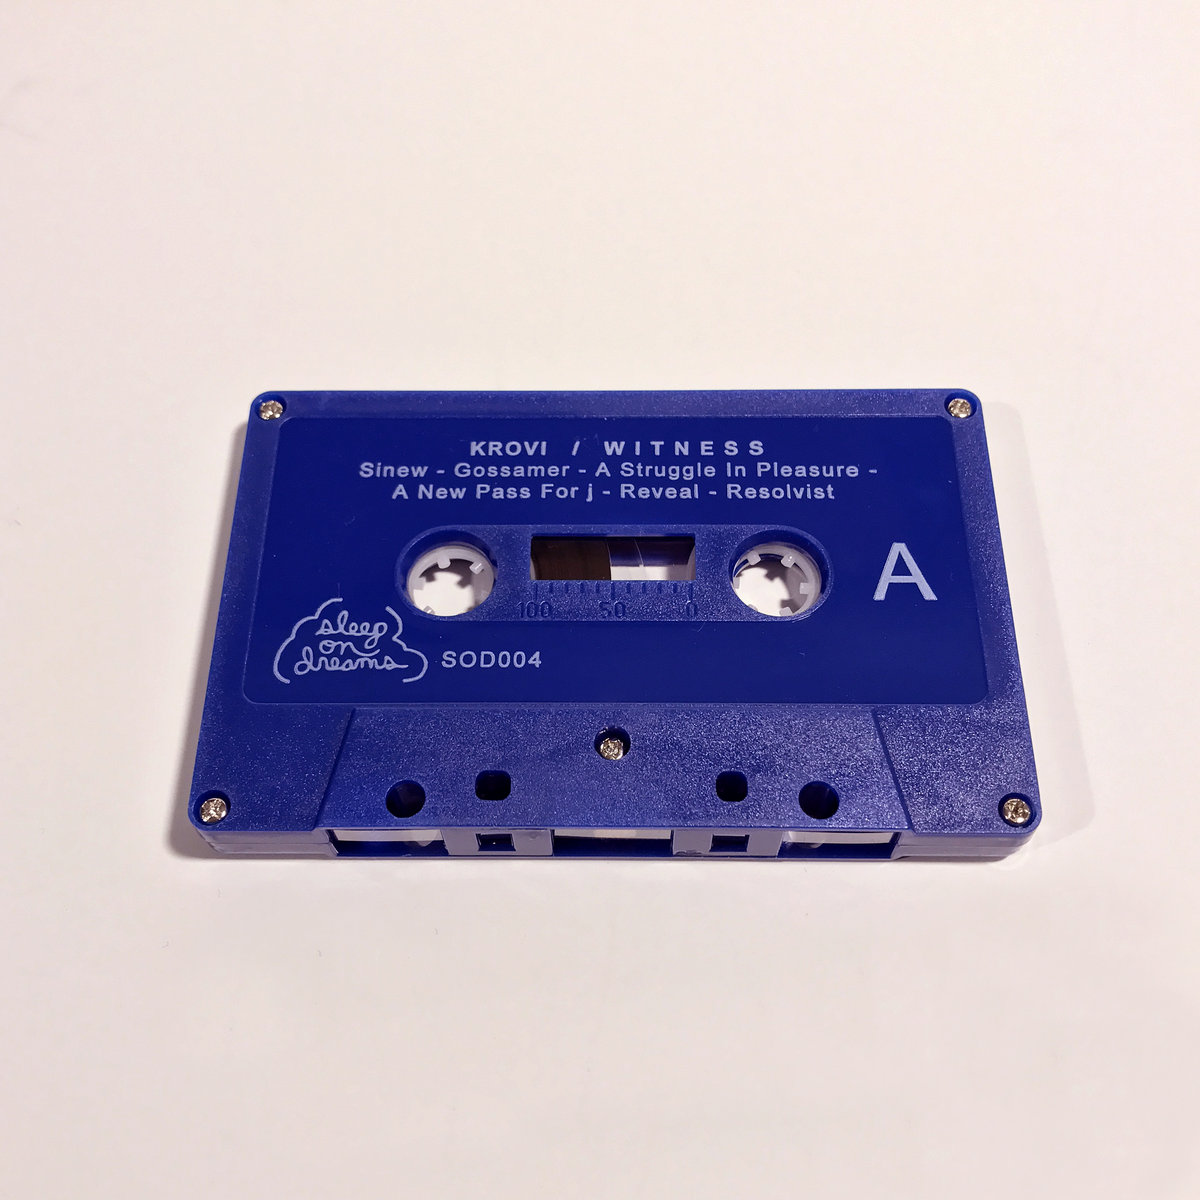 KROVI / WITNESS
Sinew - Gossamer - A Struggle In Pleasure -
A New Pass For j - Reveal - Resolvist
A
100 50 0
sleep
on
dreams
SOD004